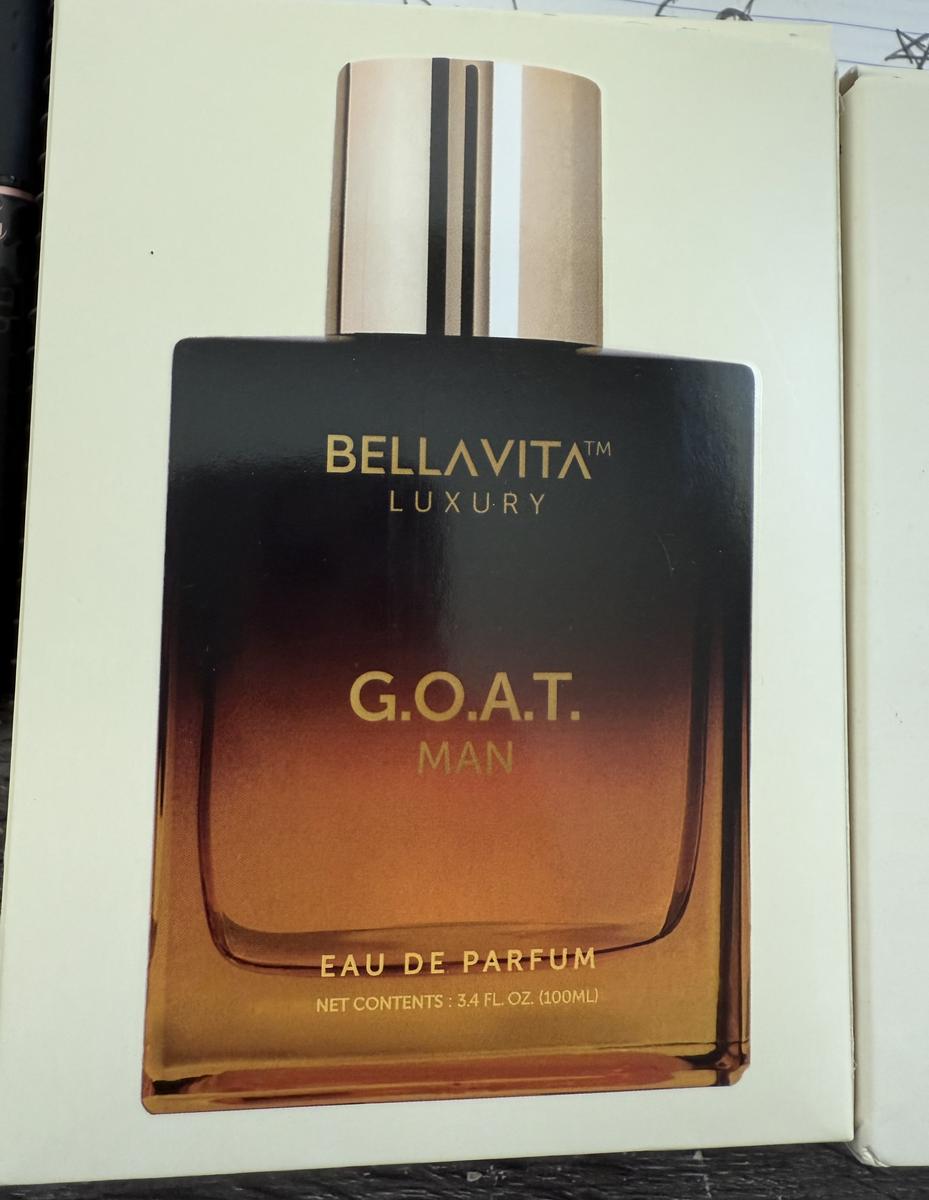 BELLAVITA™
LUXURY
G.O.A.T.
MAN
EAU DE PARFUM
NET CONTENTS : 3.4 FL. OZ. (100ML)